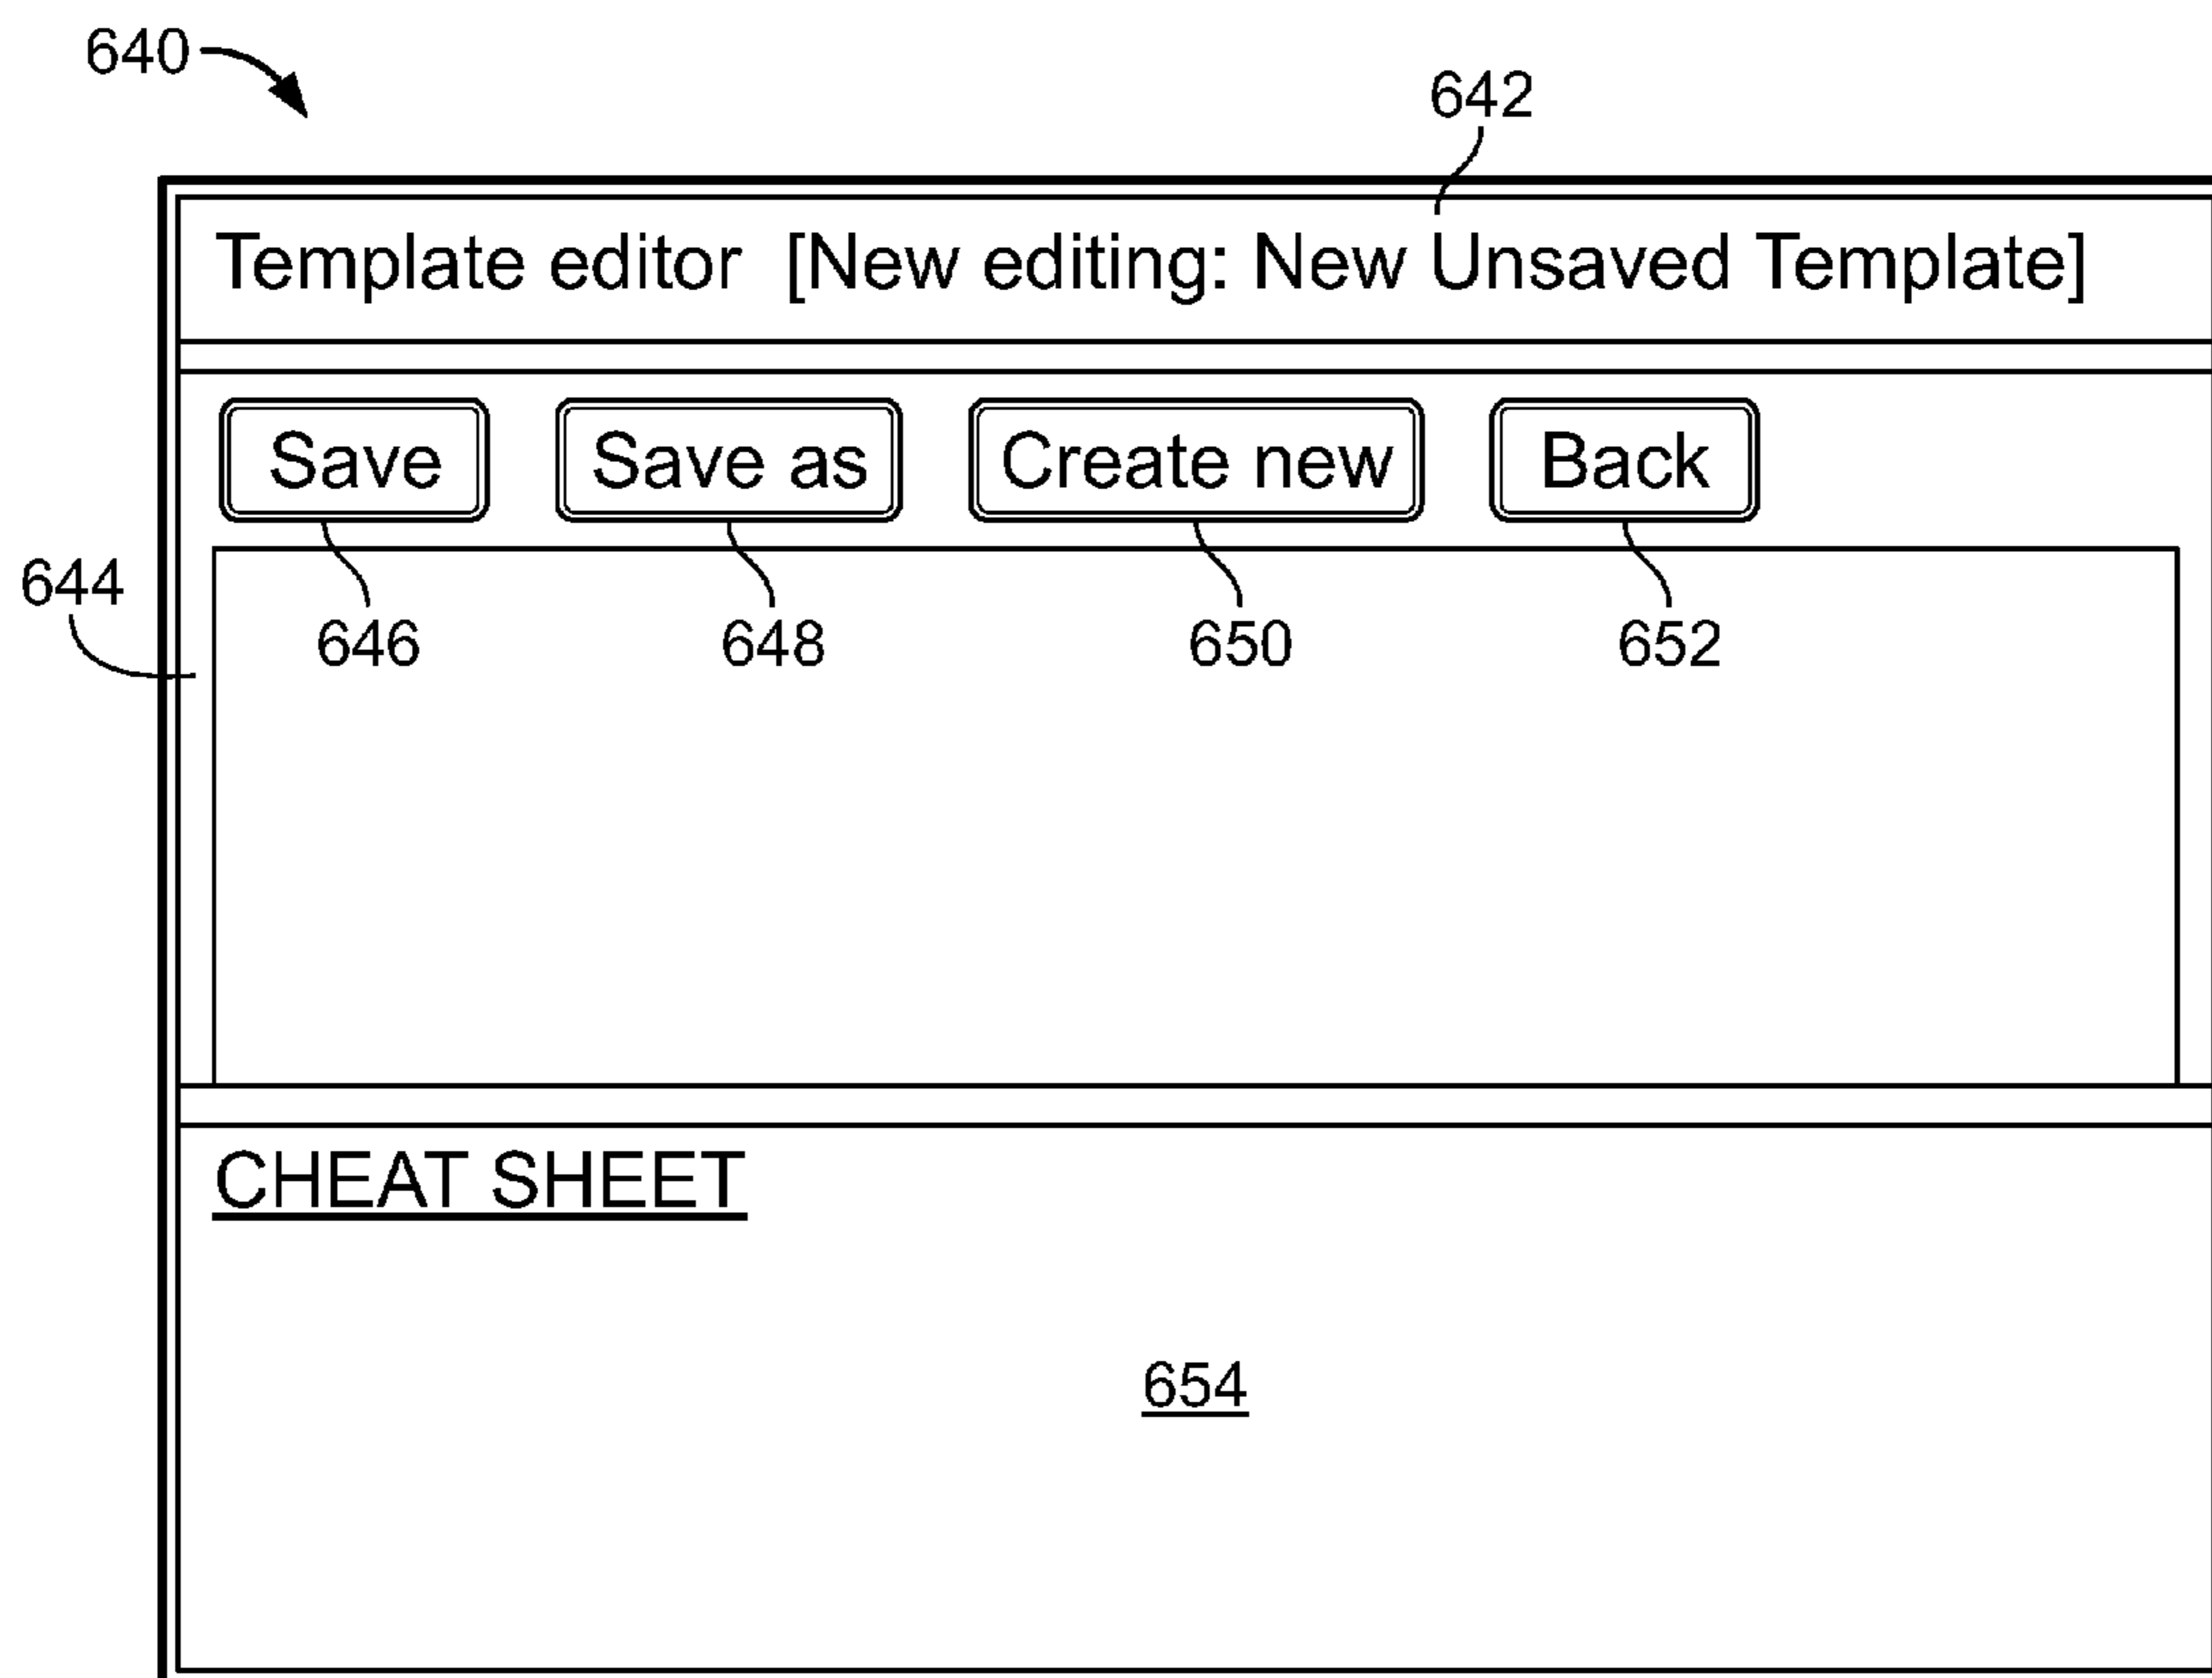 640
642
Template editor [New editing: New Unsaved Template]
Save Save as Create new Back
644
646 648 650 652
CHEAT SHEET
654